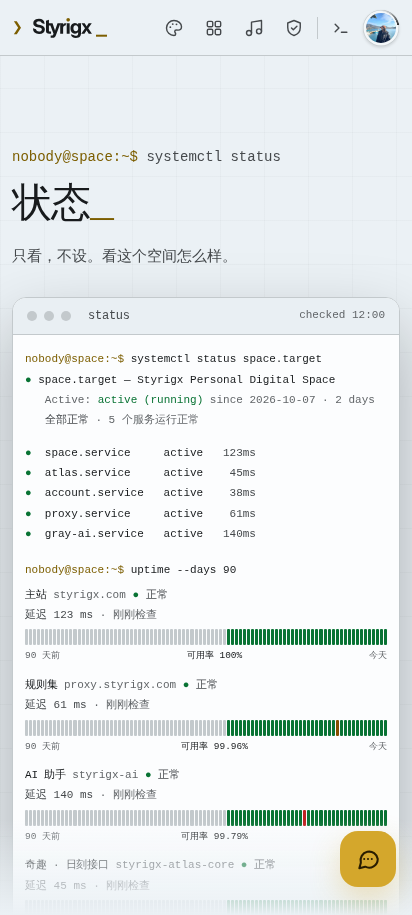 ❯ Styrigx _
nobody@space:~$ systemctl status
状态_
只看，不设。看这个空间怎么样。
status checked 12:00
nobody@space:~$ systemctl status space.target
● space.target — Styrigx Personal Digital Space
Active: active (running) since 2026-10-07 · 2 days
全部正常 · 5 个服务运行正常
● space.service active 123ms
● atlas.service active 45ms
● account.service active 38ms
● proxy.service active 61ms
● gray-ai.service active 140ms
nobody@space:~$ uptime --days 90
主站 styrigx.com ● 正常
延迟 123 ms · 刚刚检查
90 天前 可用率 100% 今天
规则集 proxy.styrigx.com ● 正常
延迟 61 ms · 刚刚检查
90 天前 可用率 99.96% 今天
AI 助手 styrigx-ai ● 正常
延迟 140 ms · 刚刚检查
90 天前 可用率 99.79% 今天
奇趣 · 日刻接口 styrigx-atlas-core ● 正常
延迟 45 ms · 刚刚检查